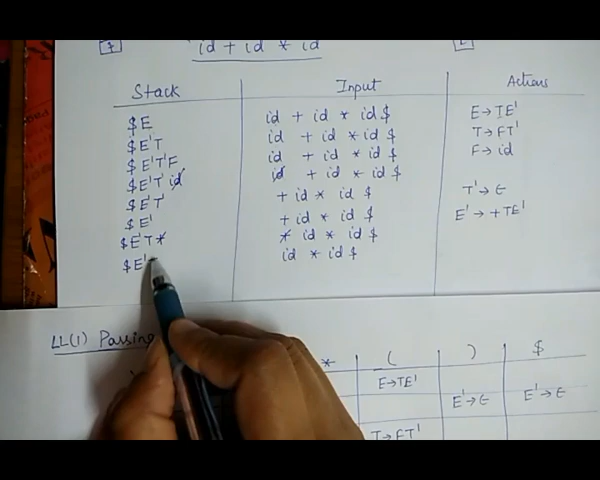 id + id * id
Stack Input Actions
$E id + id * id$ E→TE'
$E'T id + id * id$ T→FT'
$E'T'F id + id * id$ F→id
$E'T'id id + id * id$
$E'T' + id * id $ T'→ϵ
$E' + id * id $ E'→+TE'
$E'T* * id * id $
$E' id * id $
LL(1) Passing
* ( ) $
E→TE'
E'→ϵ E'→ϵ
T→FT'